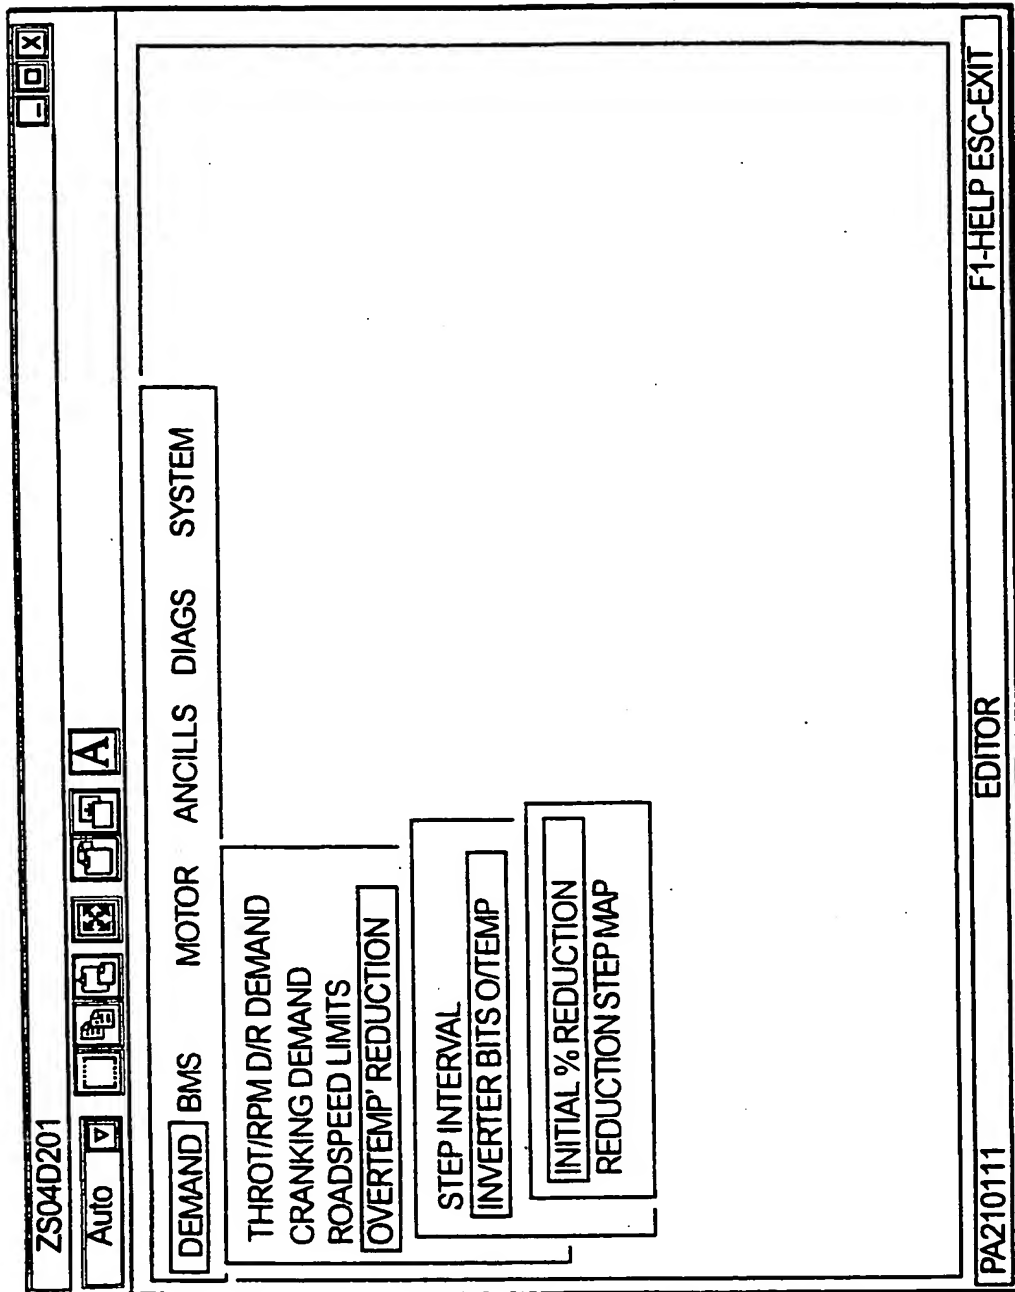 ZS04D201
Auto A
DEMAND BMS MOTOR ANCILLS DIAGS SYSTEM
THROT/RPM D/R DEMAND
CRANKING DEMAND
ROADSPEED LIMITS
OVERTEMP' REDUCTION
STEP INTERVAL
INVERTER BITS O/TEMP
INITIAL % REDUCTION
REDUCTION STEP MAP
PA210111 EDITOR F1-HELP ESC-EXIT